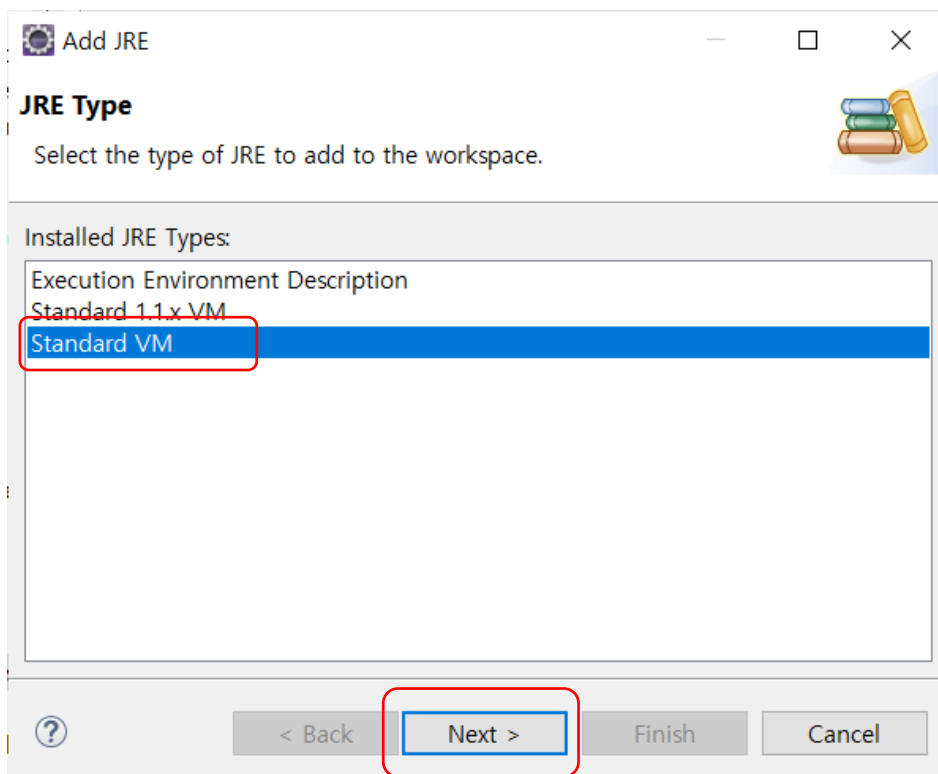 Add JRE
JRE Type
Select the type of JRE to add to the workspace.
Installed JRE Types:
Execution Environment Description
Standard 1.1.x VM
Standard VM
?
< Back
Next >
Finish
Cancel